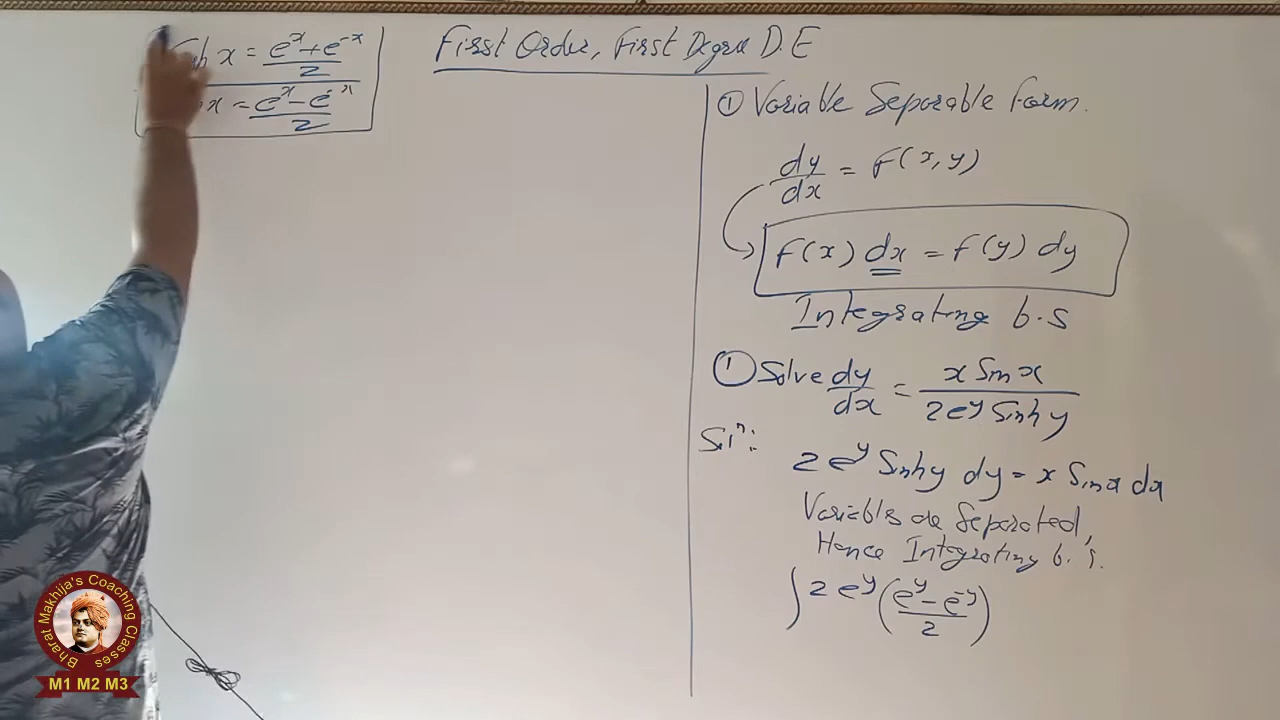 x = e^x + e^-x / 2
x = e^x - e^-x / 2
First Order, First Degree D.E
① Variable Separable Form.
dy/dx = F(x, y)
f(x) dx = f(y) dy
Integrating b.s
① Solve dy/dx = x Sin x / 2e^y Sinh y
Sol^n:
2 e^y Sinh y dy = x Sin x dx
Variables are Separated,
Hence Integrating b.s.
∫ 2 e^y (e^y - e^-y / 2)
Bharat Makhija's Coaching Classes
M1 M2 M3